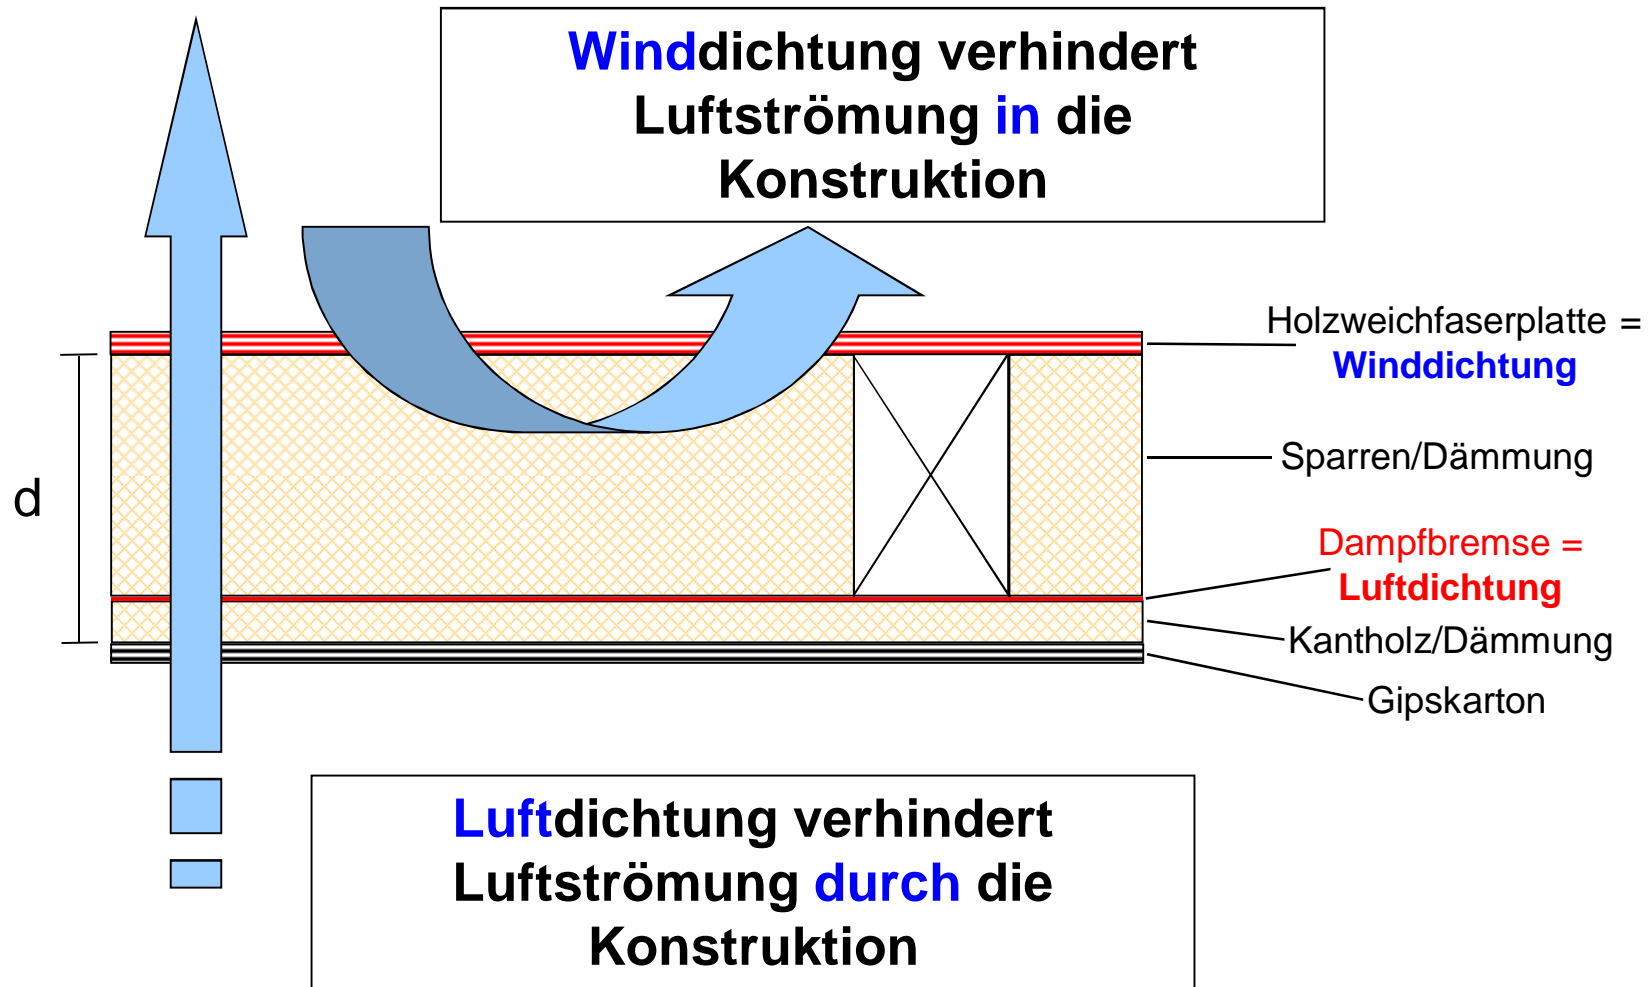 Winddichtung verhindert
Luftströmung in die
Konstruktion
Holzweichfaserplatte =
Winddichtung
Sparren/Dämmung
d
Dampfbremse =
Luftdichtung
Kantholz/Dämmung
Gipskarton
Luftdichtung verhindert
Luftströmung durch die
Konstruktion